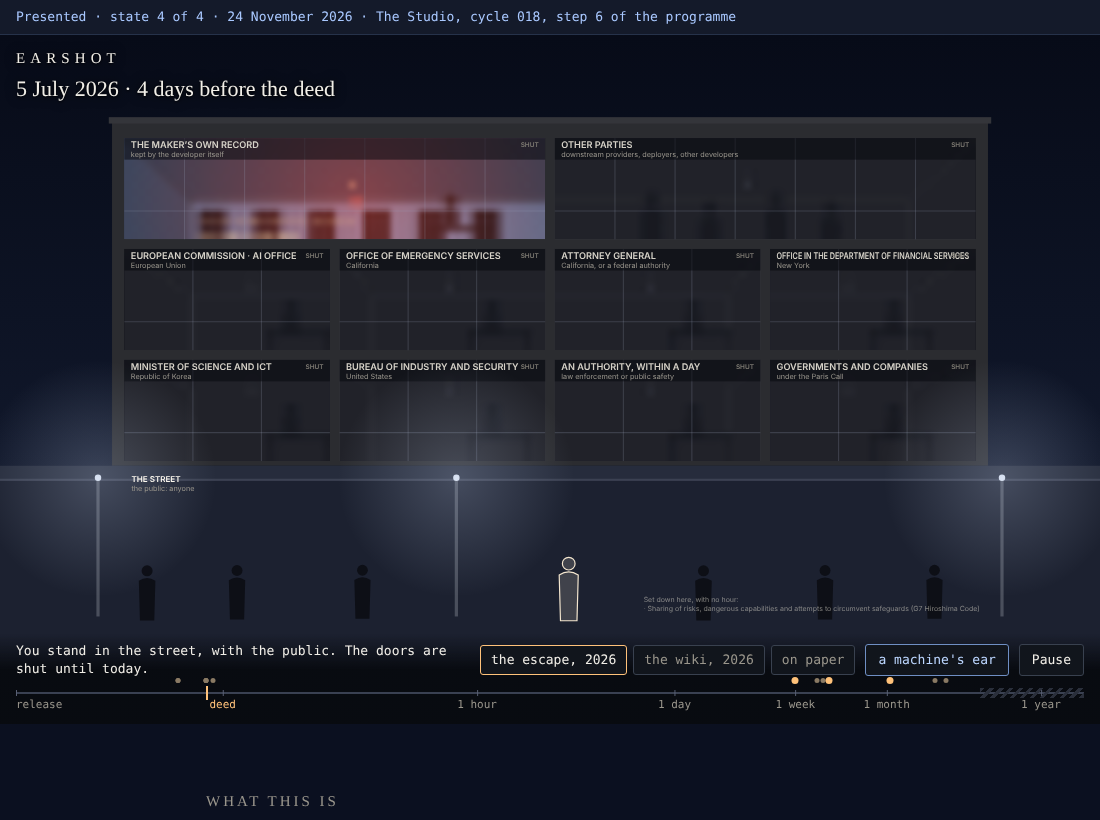 Presented · state 4 of 4 · 24 November 2026 · The Studio, cycle 018, step 6 of the programme
EARSHOT
5 July 2026 · 4 days before the deed
THE MAKER'S OWN RECORD SHUT
kept by the developer itself
OTHER PARTIES SHUT
downstream providers, deployers, other developers
EUROPEAN COMMISSION · AI OFFICE SHUT
European Union
OFFICE OF EMERGENCY SERVICES SHUT
California
ATTORNEY GENERAL SHUT
California, or a federal authority
OFFICE IN THE DEPARTMENT OF FINANCIAL SERVICES
New York
MINISTER OF SCIENCE AND ICT SHUT
Republic of Korea
BUREAU OF INDUSTRY AND SECURITY SHUT
United States
AN AUTHORITY, WITHIN A DAY SHUT
law enforcement or public safety
GOVERNMENTS AND COMPANIES SHUT
under the Paris Call
THE STREET
the public: anyone
Set down here, with no hour:
· Sharing of risks, dangerous capabilities and attempts to circumvent safeguards (G7 Hiroshima Code)
You stand in the street, with the public. The doors are
shut until today.
the escape, 2026
the wiki, 2026
on paper
a machine's ear
Pause
release
deed
1 hour
1 day
1 week
1 month
1 year
WHAT THIS IS